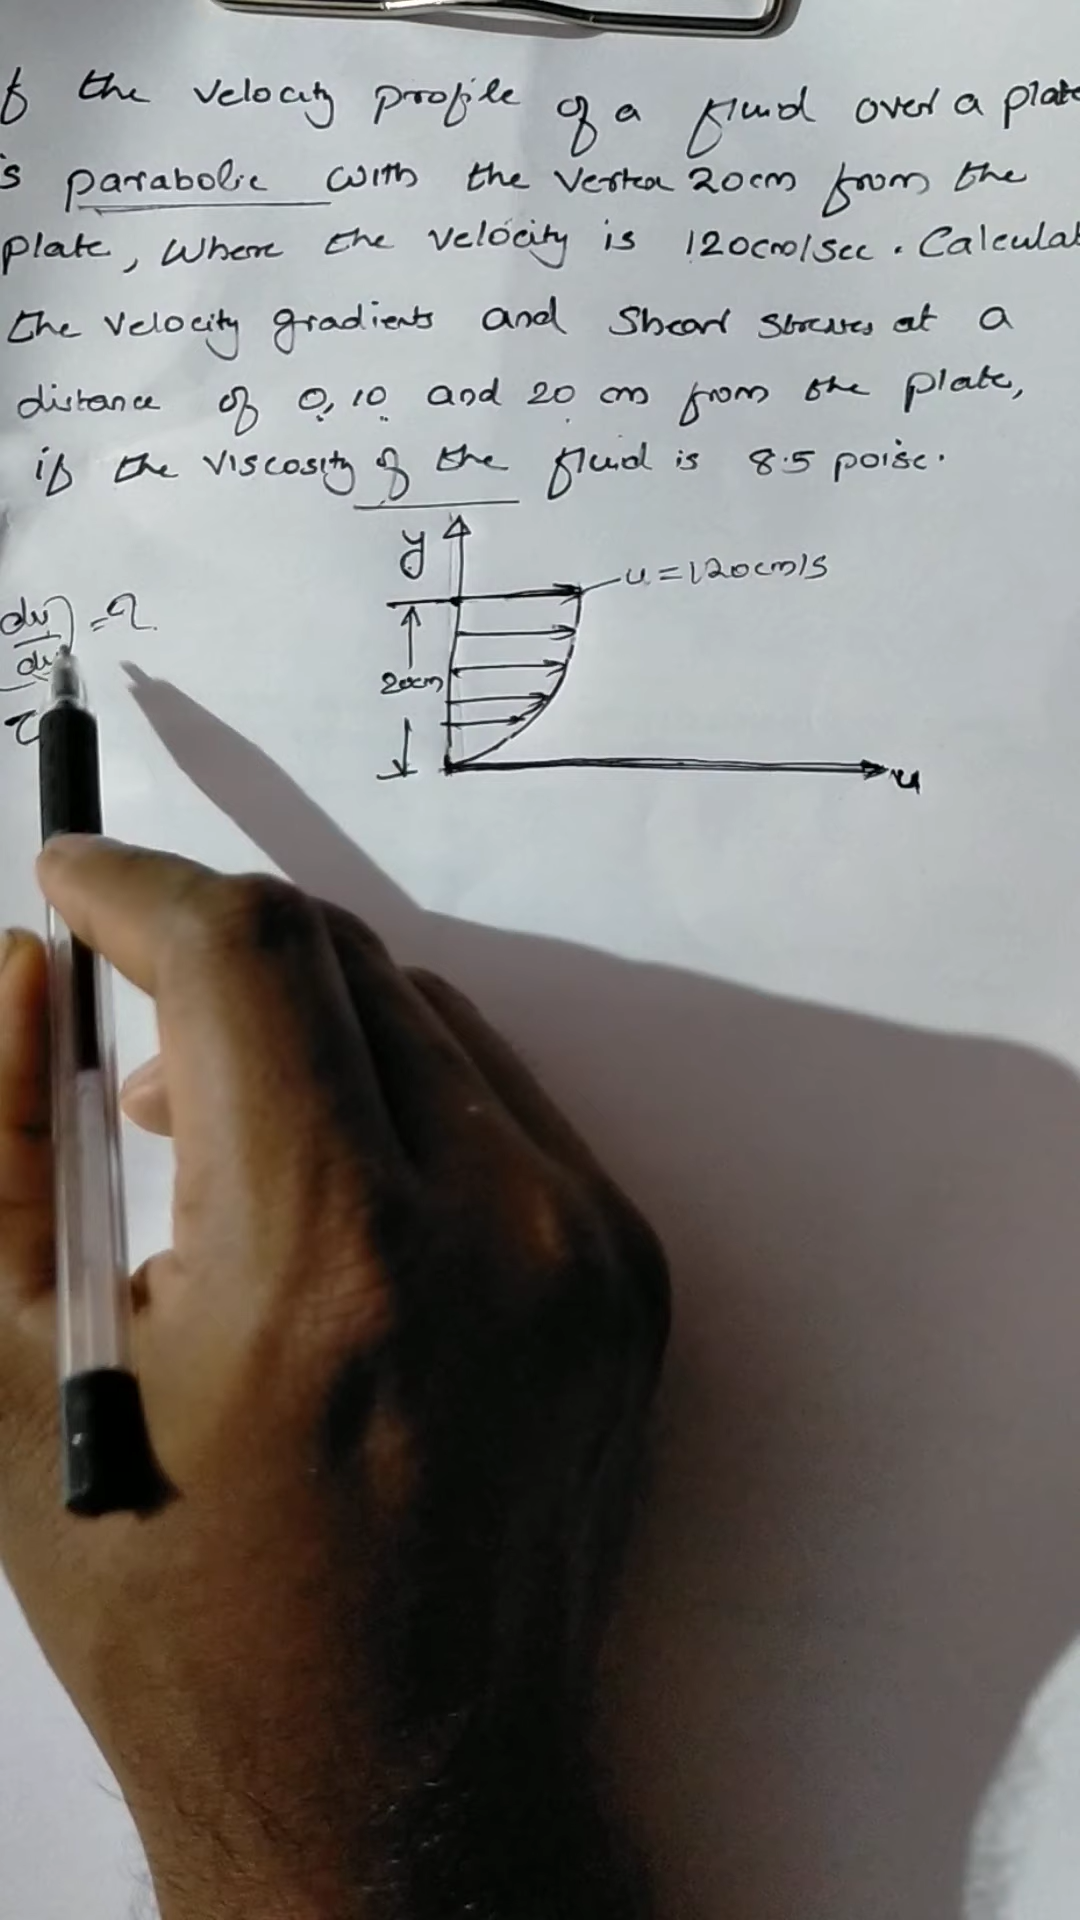 f the velocity profile of a fluid over a plate
is parabolic with the vertex 20cm from the
plate, where the velocity is 120cm/sec. Calculat
the velocity gradients and Shear stresses at a
distance of 0, 10 and 20 cm from the plate,
if the viscosity of the fluid is 8.5 poise.
y
u = 120cm/s
du
dy
= ?
20cm
τ
u